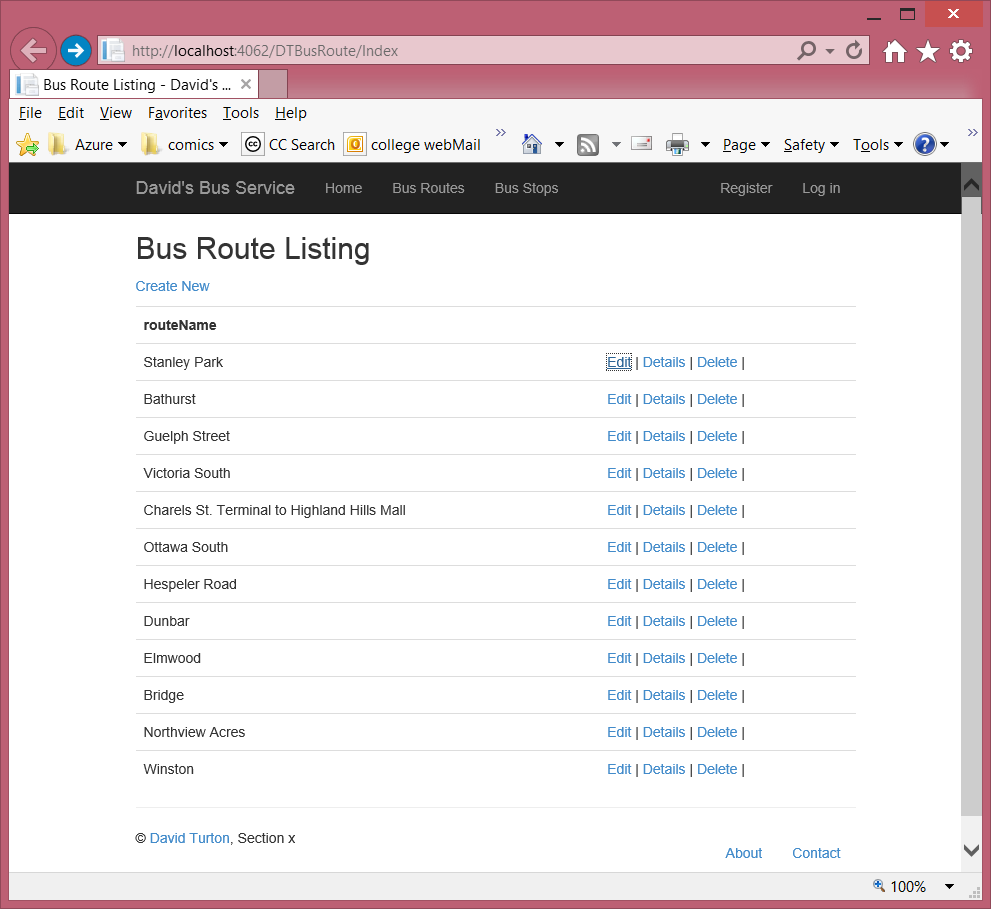 http://localhost:4062/DTBusRoute/Index
Bus Route Listing - David's ...
File Edit View Favorites Tools Help
Azure comics CC Search college webMail Page Safety Tools
David's Bus Service Home Bus Routes Bus Stops Register Log in
Bus Route Listing
Create New
routeName
Stanley Park Edit | Details | Delete |
Bathurst Edit | Details | Delete |
Guelph Street Edit | Details | Delete |
Victoria South Edit | Details | Delete |
Charels St. Terminal to Highland Hills Mall Edit | Details | Delete |
Ottawa South Edit | Details | Delete |
Hespeler Road Edit | Details | Delete |
Dunbar Edit | Details | Delete |
Elmwood Edit | Details | Delete |
Bridge Edit | Details | Delete |
Northview Acres Edit | Details | Delete |
Winston Edit | Details | Delete |
© David Turton, Section x
About Contact
100%